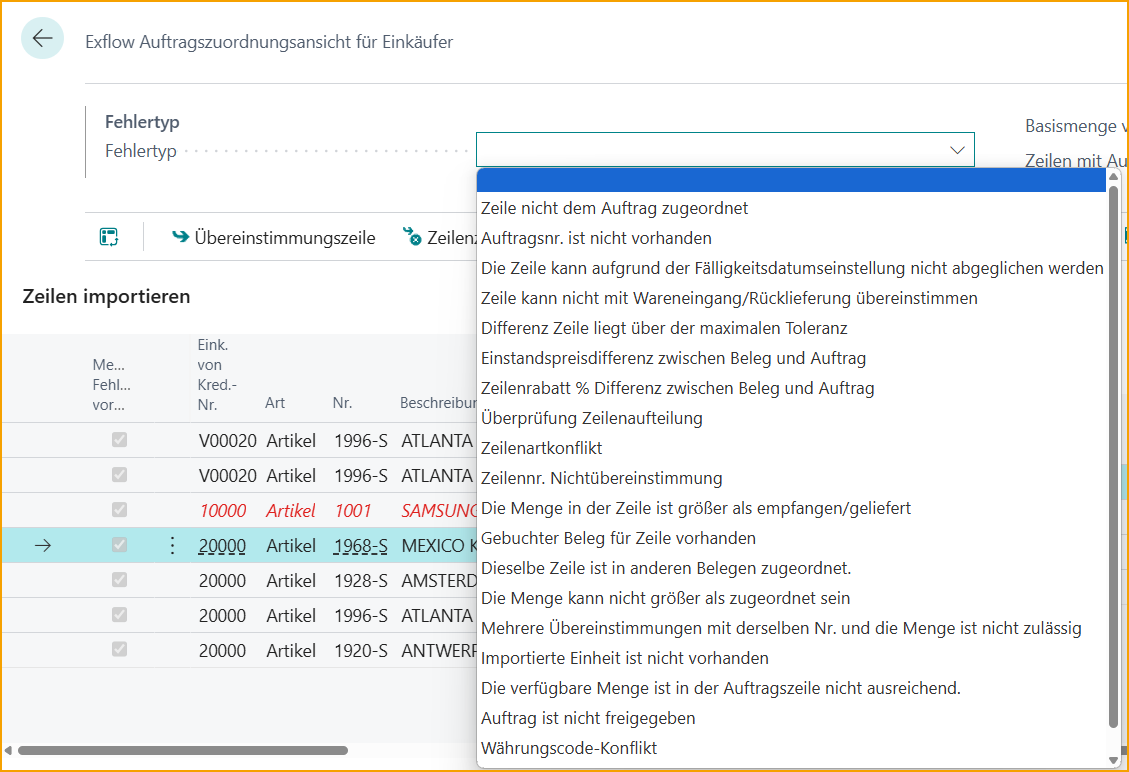 Exflow Auftragszuordnungsansicht für Einkäufer
Fehlertyp
Fehlertyp
Basismenge
Zeilen mit
Zeile nicht dem Auftrag zugeordnet
Auftragsnr. ist nicht vorhanden
Die Zeile kann aufgrund der Fälligkeitsdatumseinstellung nicht abgeglichen werden
Zeile kann nicht mit Wareneingang/Rücklieferung übereinstimmen
Differenz Zeile liegt über der maximalen Toleranz
Einstandspreisdifferenz zwischen Beleg und Auftrag
Zeilenrabatt % Differenz zwischen Beleg und Auftrag
Überprüfung Zeilenaufteilung
Zeilenartkonflikt
Zeilennr. Nichtübereinstimmung
Die Menge in der Zeile ist größer als empfangen/geliefert
Gebuchter Beleg für Zeile vorhanden
Dieselbe Zeile ist in anderen Belegen zugeordnet.
Die Menge kann nicht größer als zugeordnet sein
Mehrere Übereinstimmungen mit derselben Nr. und die Menge ist nicht zulässig
Importierte Einheit ist nicht vorhanden
Die verfügbare Menge ist in der Auftragszeile nicht ausreichend.
Auftrag ist nicht freigegeben
Währungscode-Konflikt
Übereinstimmungszeile
Zeilen importieren
Me...
Fehl...
vor...
Eink.
von
Kred.-
Nr.
Art
Nr.
V00020 Artikel 1996-S ATLANTA
V00020 Artikel 1996-S ATLANTA
10000 Artikel 1001 SAMSUNG
20000 Artikel 1968-S MEXICO
20000 Artikel 1928-S
20000 Artikel 1996-S ATLANTA
20000 Artikel 1920-S